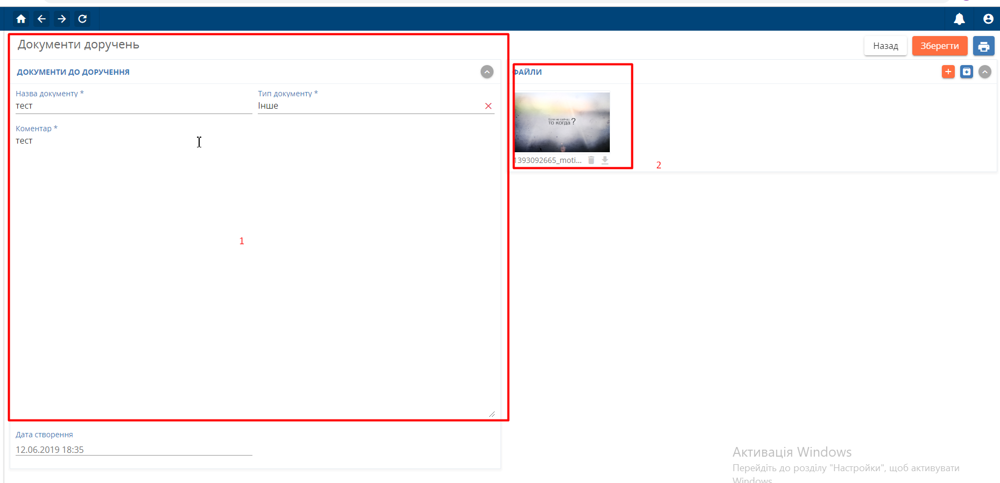 Документи доручень
Назад
Зберегти
ДОКУМЕНТИ ДО ДОРУЧЕННЯ
ФАЙЛИ
Назва документу *
Тип документу *
тест
Інше
Коментар *
тест
Если не сейчас,
то когда?
1393092665_moti...
2
1
Дата створення
12.06.2019 18:35
Активація Windows
Перейдіть до розділу "Настройки", щоб активувати
Windows.